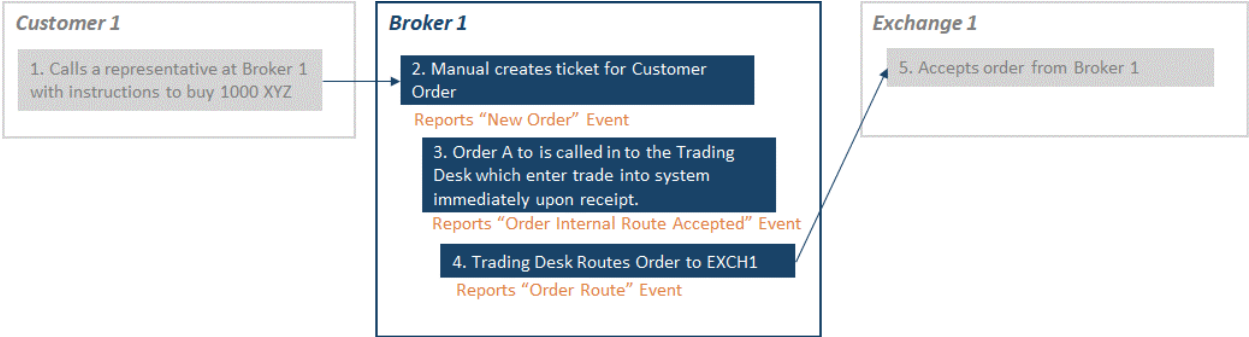 Customer 1
1. Calls a representative at Broker 1
with instructions to buy 1000 XYZ
Broker 1
2. Manual creates ticket for Customer
Order
Reports “New Order” Event
3. Order A to is called in to the Trading
Desk which enter trade into system
immediately upon receipt.
Reports “Order Internal Route Accepted” Event
4. Trading Desk Routes Order to EXCH1
Reports “Order Route” Event
Exchange 1
5. Accepts order from Broker 1